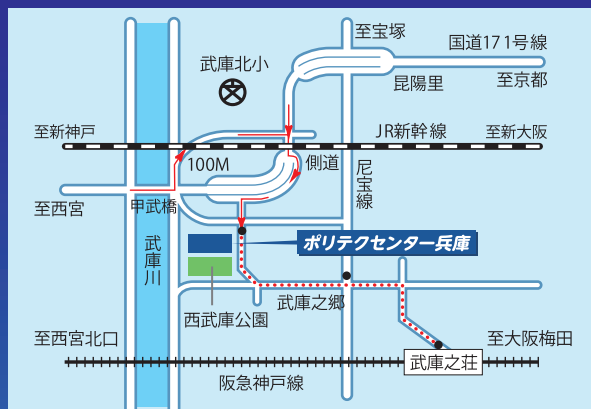 至宝塚
国道171号線
武庫北小
昆陽里
至京都
至新神戸
JR新幹線
至新大阪
100M
側道
尼宝線
至西宮
甲武橋
武庫川
ポリテクセンター兵庫
武庫之郷
西武庫公園
至西宮北口
至大阪梅田
武庫之荘
阪急神戸線